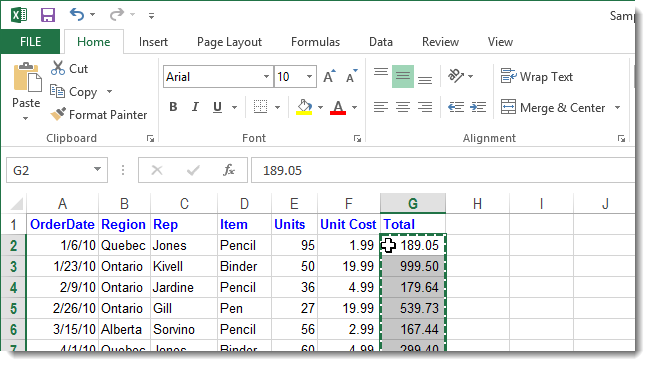 Samp
FILE Home Insert Page Layout Formulas Data Review View
Cut
Copy
Format Painter
Paste
Clipboard
Arial 10 A A
B I U A
Font
Wrap Text
Merge & Center
Alignment
G2 fx 189.05
A B C D E F G H I J
1 OrderDate Region Rep Item Units Unit Cost Total
2 1/6/10 Quebec Jones Pencil 95 1.99 189.05
3 1/23/10 Ontario Kivell Binder 50 19.99 999.50
4 2/9/10 Ontario Jardine Pencil 36 4.99 179.64
5 2/26/10 Ontario Gill Pen 27 19.99 539.73
6 3/15/10 Alberta Sorvino Pencil 56 2.99 167.44
7 4/1/10 Quebec Jones Binder 60 4.99 299.40